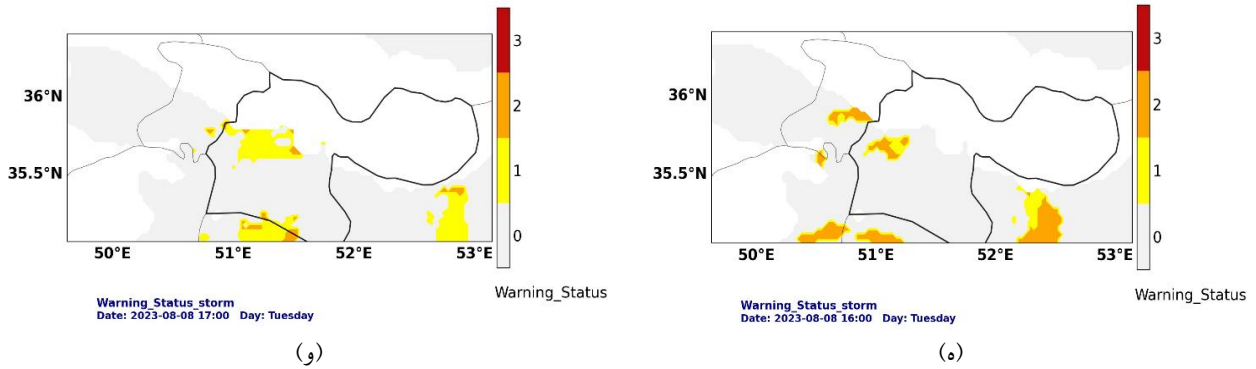 3
2
1
0
36°N
35.5°N
50°E
51°E
52°E
53°E
Warning_Status
Warning_Status_storm
Date: 2023-08-08 17:00 Day: Tuesday
(و)
3
2
1
0
36°N
35.5°N
50°E
51°E
52°E
53°E
Warning_Status
Warning_Status_storm
Date: 2023-08-08 16:00 Day: Tuesday
(ه)